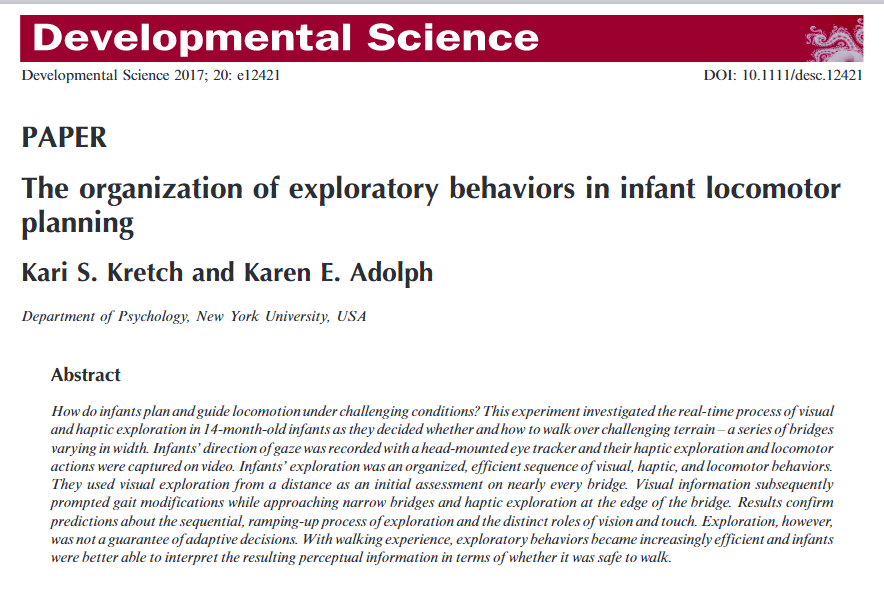 Developmental Science
Developmental Science 2017; 20: e12421
DOI: 10.1111/desc.12421
PAPER
The organization of exploratory behaviors in infant locomotor
planning
Kari S. Kretch and Karen E. Adolph
Department of Psychology, New York University, USA
Abstract
How do infants plan and guide locomotion under challenging conditions? This experiment investigated the real-time process of visual
and haptic exploration in 14-month-old infants as they decided whether and how to walk over challenging terrain – a series of bridges
varying in width. Infants' direction of gaze was recorded with a head-mounted eye tracker and their haptic exploration and locomotor
actions were captured on video. Infants' exploration was an organized, efficient sequence of visual, haptic, and locomotor behaviors.
They used visual exploration from a distance as an initial assessment on nearly every bridge. Visual information subsequently
prompted gait modifications while approaching narrow bridges and haptic exploration at the edge of the bridge. Results confirm
predictions about the sequential, ramping-up process of exploration and the distinct roles of vision and touch. Exploration, however,
was not a guarantee of adaptive decisions. With walking experience, exploratory behaviors became increasingly efficient and infants
were better able to interpret the resulting perceptual information in terms of whether it was safe to walk.